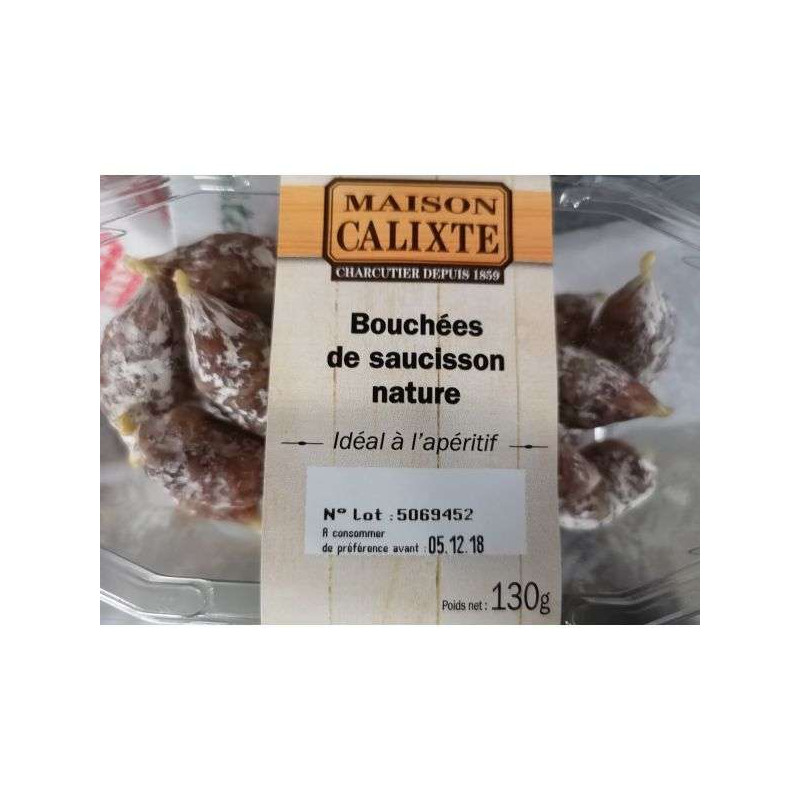 MAISON
CALIXTE
CHARCUTIER DEPUIS 1859
Bouchées
de saucisson
nature
Idéal à l'apéritif
N° Lot : 5069452
A consommer
de préférence avant : 05.12.18
Poids net : 130g